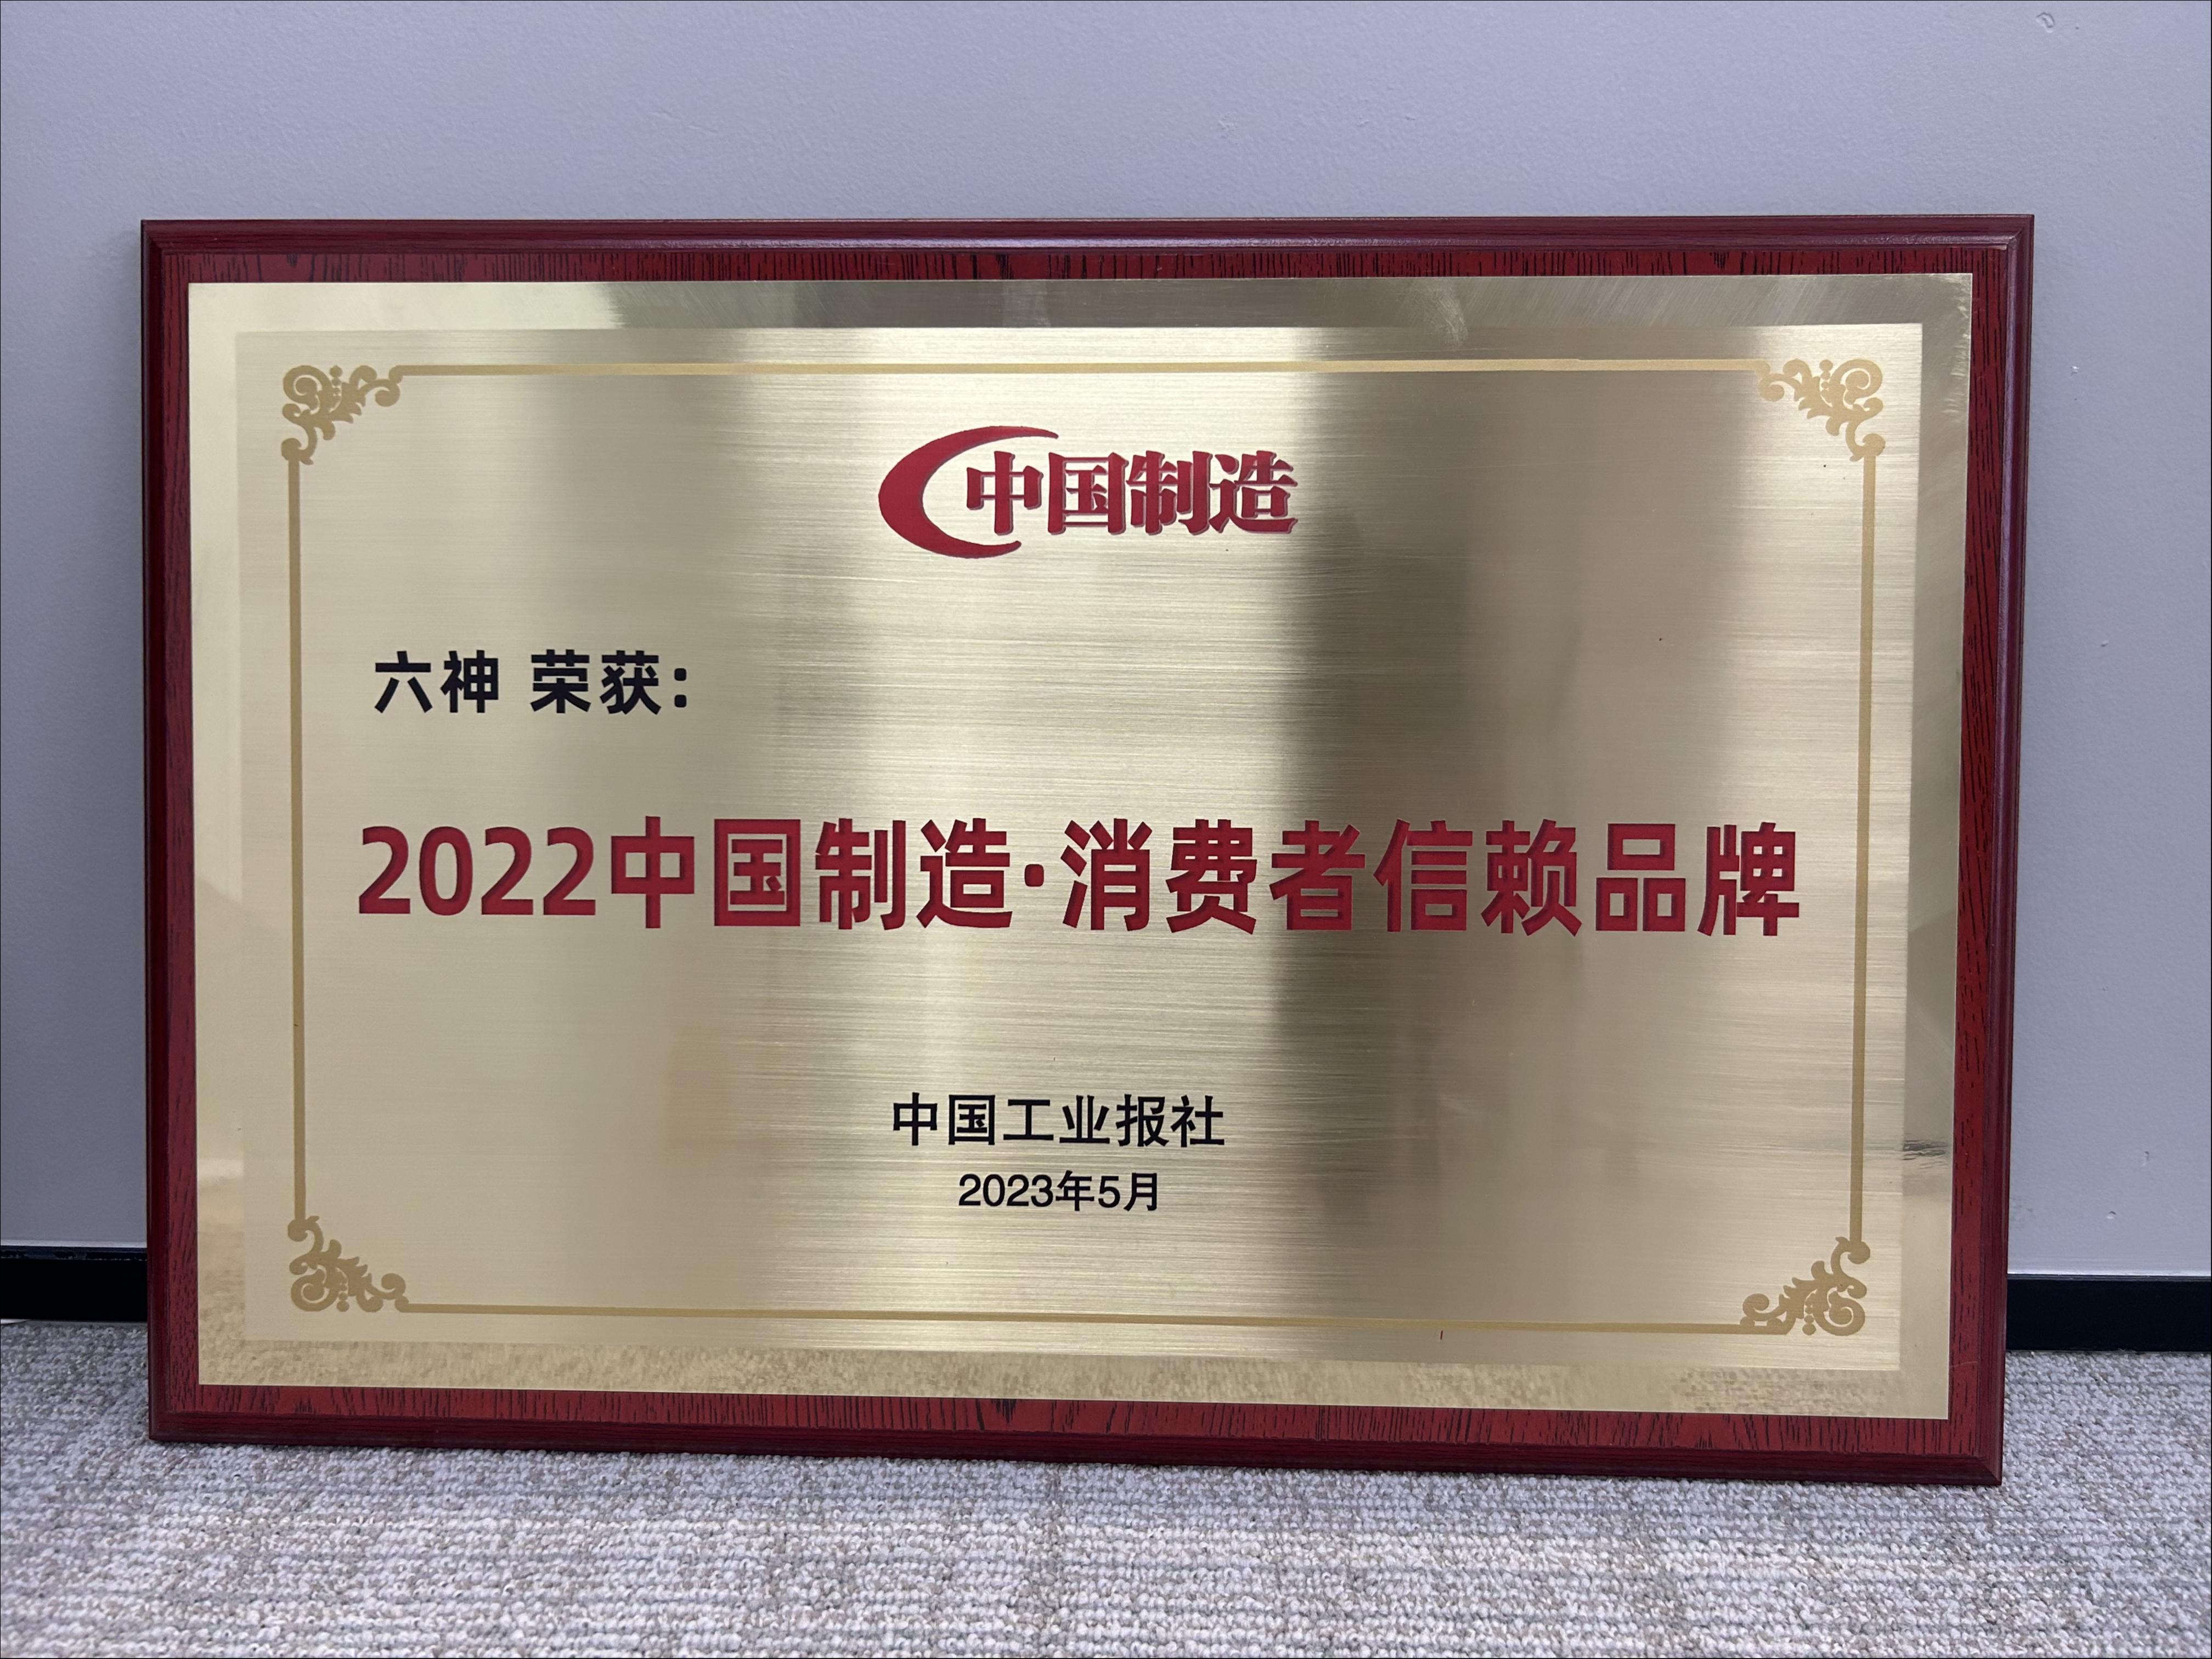 中国制造
六神 荣获：
2022中国制造·消费者信赖品牌
中国工业报社
2023年5月